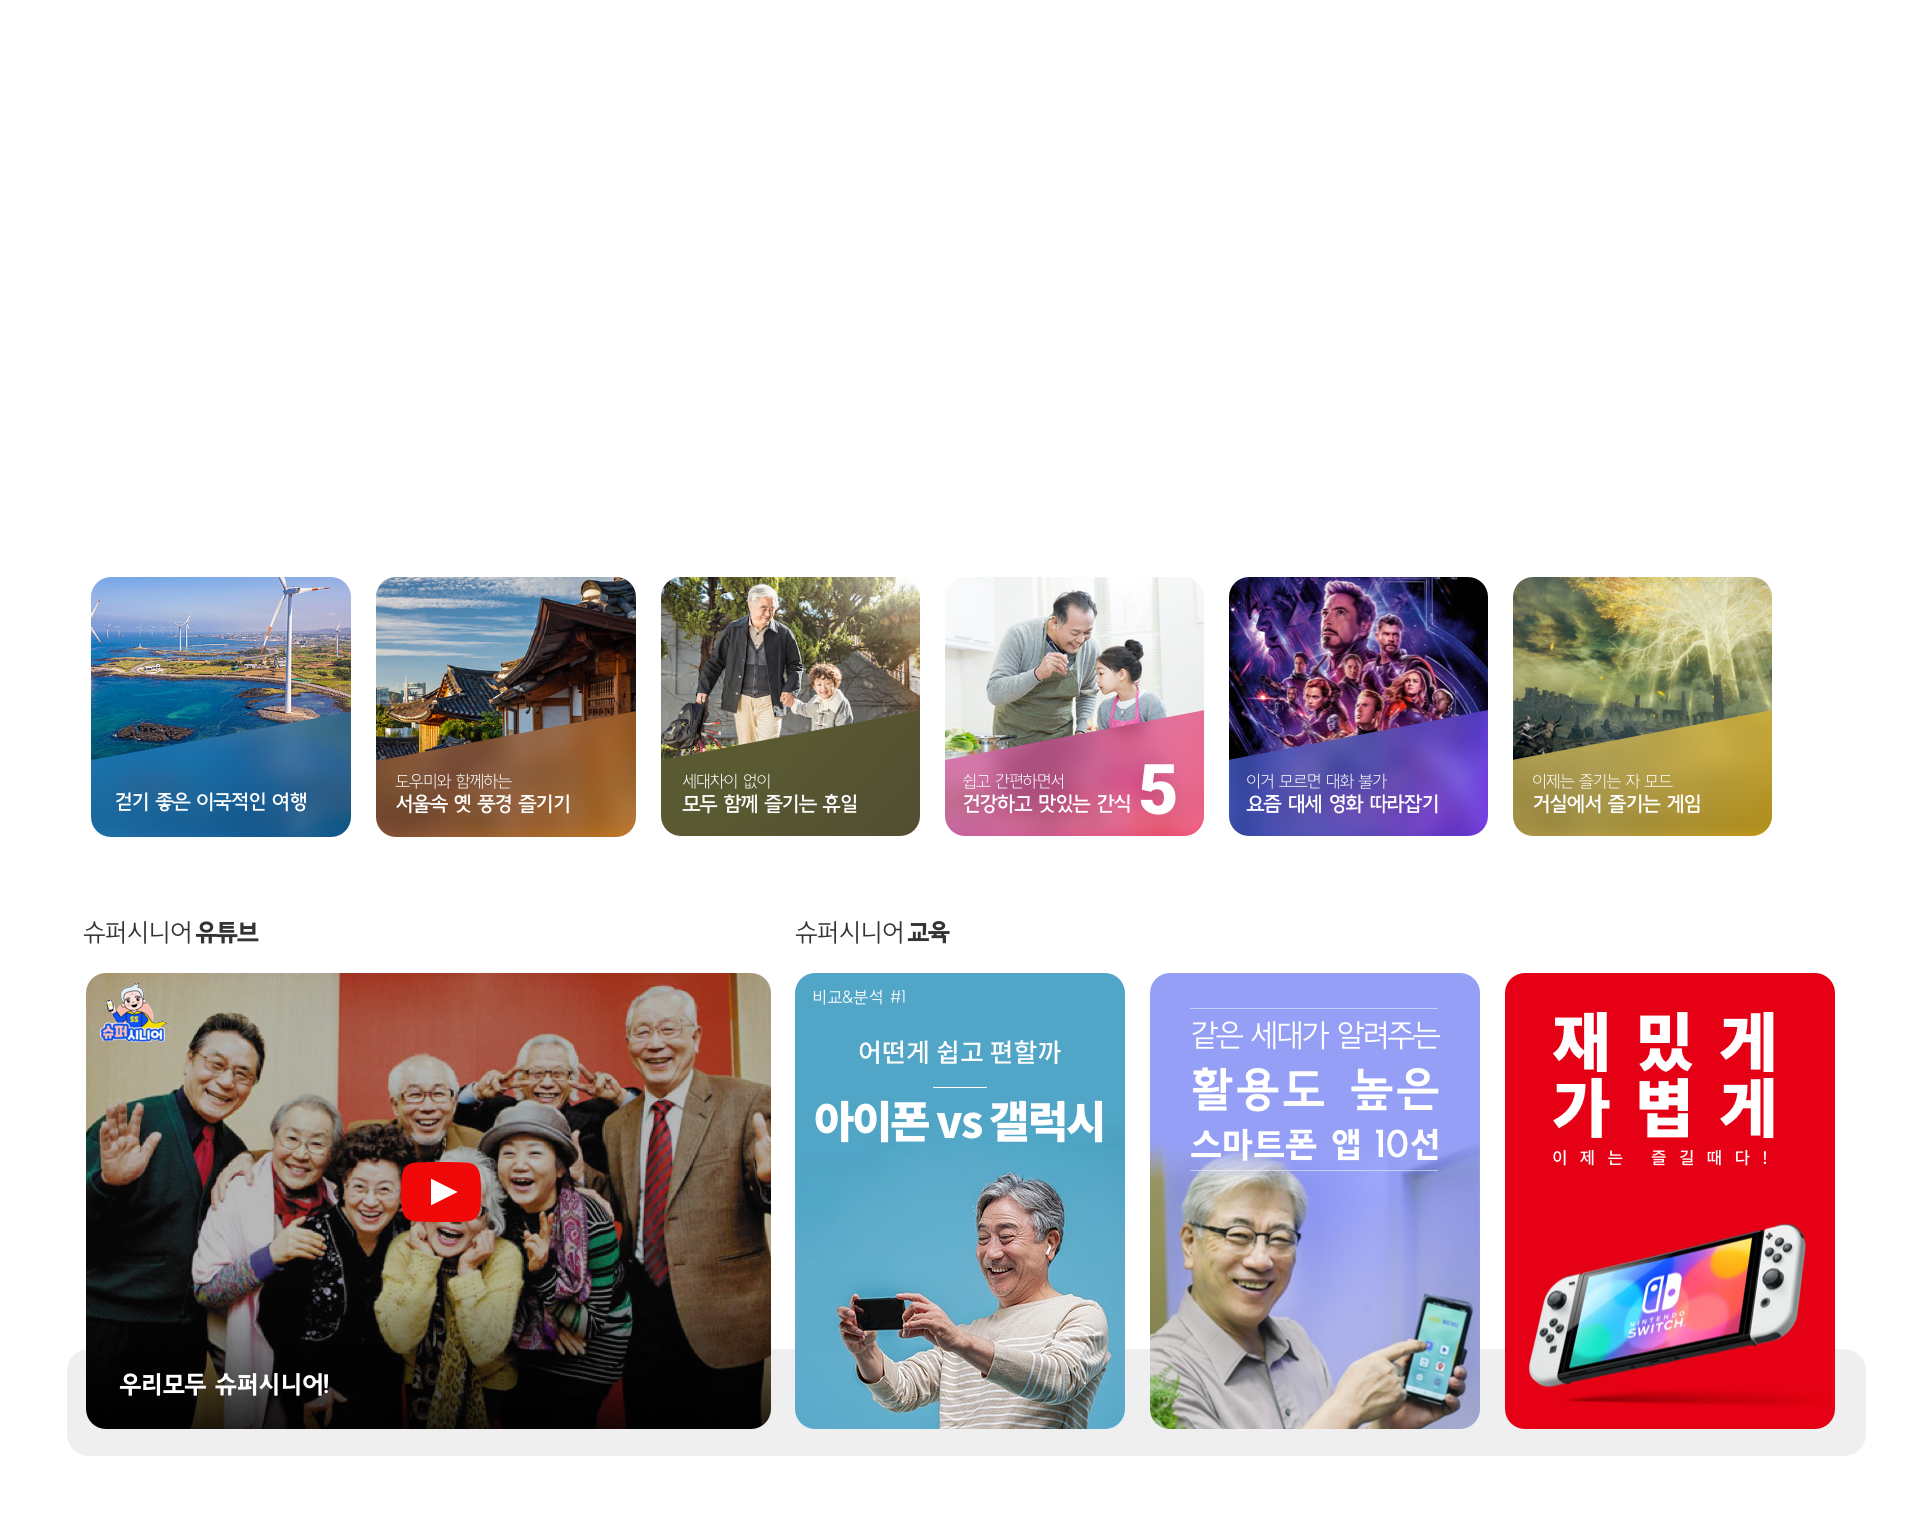 걷기 좋은 이국적인 여행
도우미와 함께하는
서울속 옛 풍경 즐기기
세대차이 없이
모두 함께 즐기는 휴일
쉽고 간편하면서
건강하고 맛있는 간식 5
이거 모르면 대화 불가
요즘 대세 영화 따라잡기
이제는 즐기는 자 모드
거실에서 즐기는 게임
슈퍼시니어 유튜브
슈퍼시니어
우리모두 슈퍼시니어!
슈퍼시니어 교육
비교&분석 #1
어떤게 쉽고 편할까
아이폰 vs 갤럭시
같은 세대가 알려주는
활용도 높은
스마트폰 앱 10선
재 밌 게
가 볍 게
이 제 는 즐 길 때 다 !
NINTENDO
SWITCH